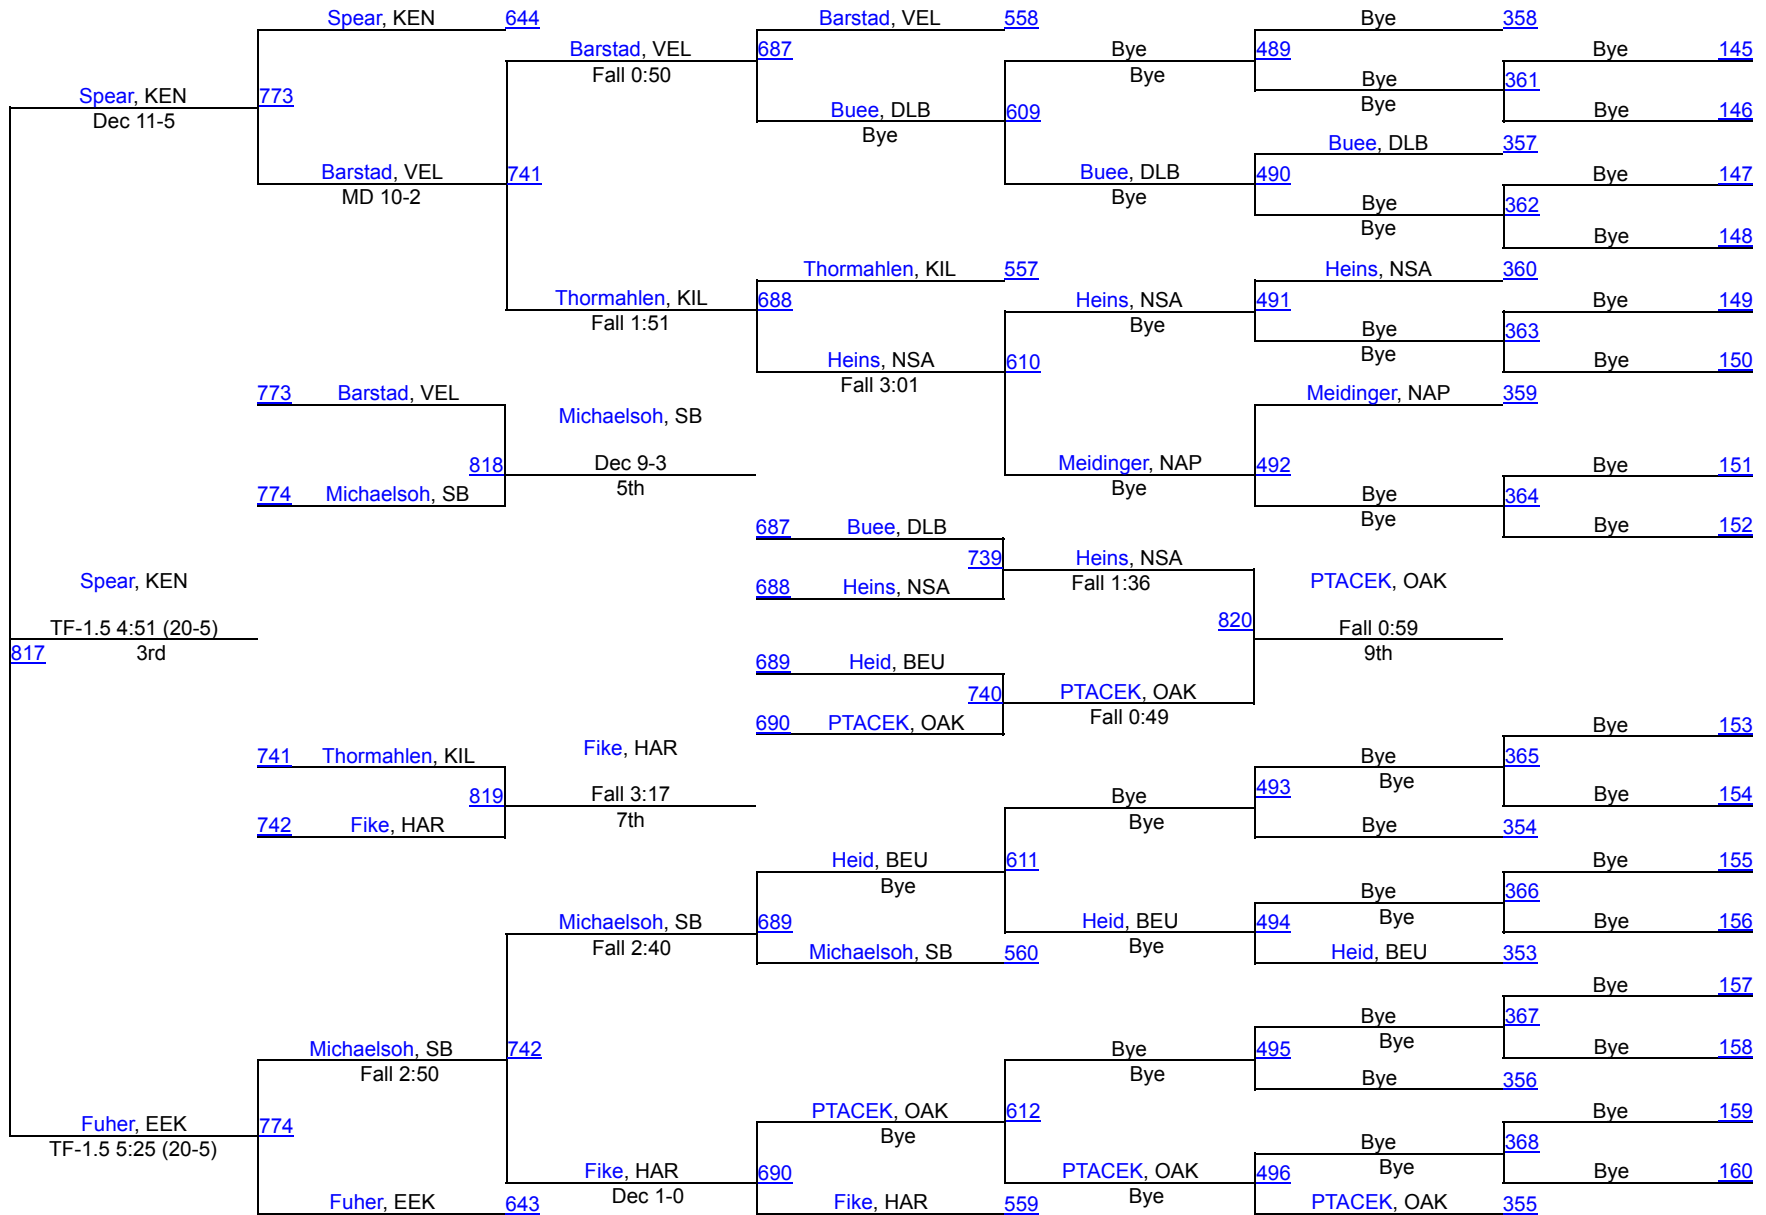 Spear, KEN 644 Barstad, VEL 558 Bye 358
Barstad, VEL 687 Bye 489 Bye 145
Fall 0:50 Bye Bye 361
Spear, KEN 773 Bye
Dec 11-5 Buee, DLB 609 Bye 146
Bye Buee, DLB 357
Barstad, VEL 741 Buee, DLB 490 Bye 147
MD 10-2 Bye Bye 362
Bye Bye 148
Thormahlen, KIL 557 Heins, NSA 360
Thormahlen, KIL 688 Heins, NSA 491 Bye 149
Fall 1:51 Bye Bye 363
Heins, NSA 610 Bye Bye 150
Fall 3:01
773 Barstad, VEL Meidinger, NAP 359
Michaelsoh, SB
818 Dec 9-3 Meidinger, NAP 492 Bye 151
774 Michaelsoh, SB 5th Bye Bye 364
Bye
687 Buee, DLB Bye 152
739 Heins, NSA
Spear, KEN 688 Heins, NSA Fall 1:36 PTACEK, OAK
TF-1.5 4:51 (20-5) 820 Fall 0:59
817 3rd 9th
689 Heid, BEU
740 PTACEK, OAK
690 PTACEK, OAK Fall 0:49
Bye 153
741 Thormahlen, KIL Fike, HAR Bye 365
Bye
819 Fall 3:17 Bye 493 Bye 154
742 Fike, HAR 7th Bye Bye 354
Heid, BEU 611 Bye 155
Bye Bye 366
Michaelsoh, SB 689 Heid, BEU 494 Bye Bye 156
Fall 2:40 Bye
Michaelsoh, SB 560 Heid, BEU 353
Bye 157
Bye 367
Michaelsoh, SB 742 Bye 495 Bye Bye 158
Fall 2:50 Bye Bye 356
PTACEK, OAK 612 Bye 159
Fuher, EEK 774 Bye Bye 368
TF-1.5 5:25 (20-5) Bye
Fike, HAR 690 PTACEK, OAK 496 Bye 160
Dec 1-0 Bye
Fuher, EEK 643 Fike, HAR 559 PTACEK, OAK 355